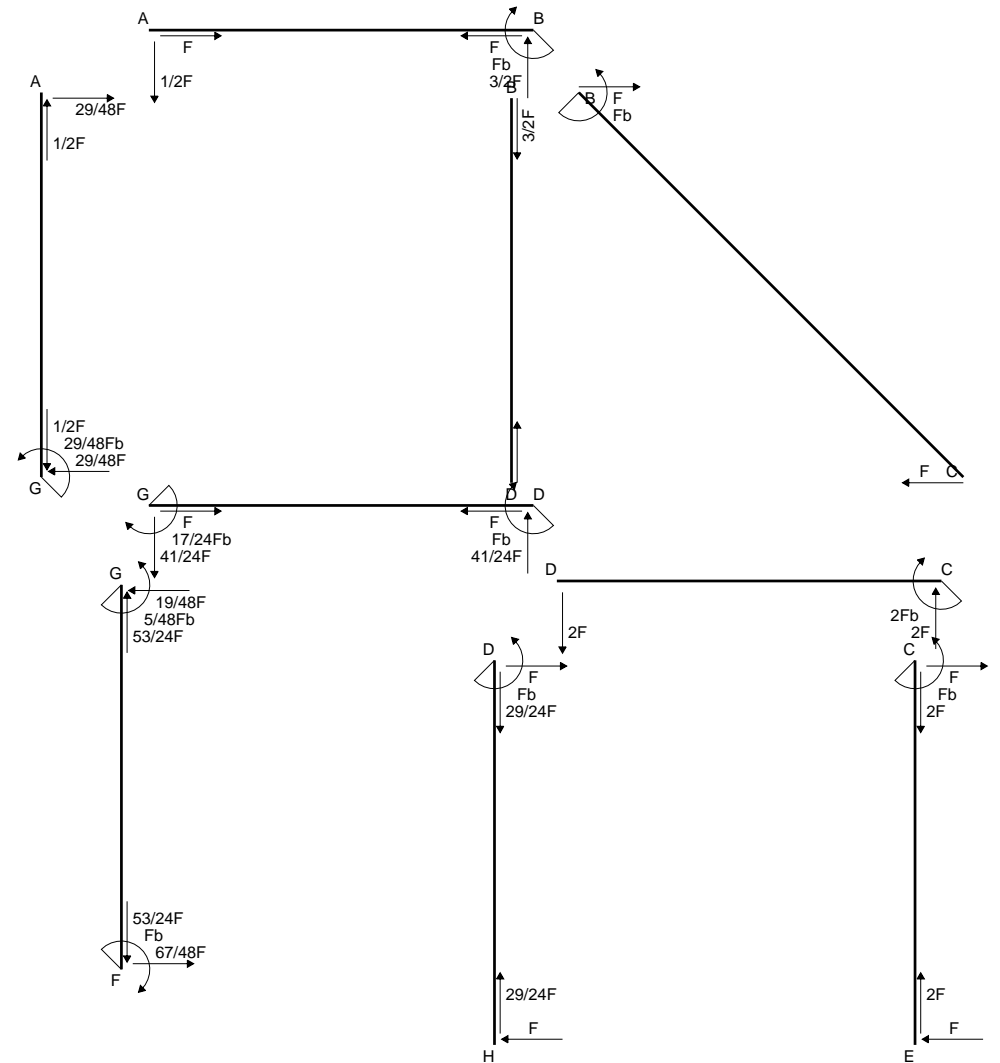 A
B
F
F
Fb
1/2F
3/2F
A
B
29/48F
1/2F
3/2F
B
F
Fb
1/2F
29/48Fb
29/48F
G
D
F
C
G
D
F
F
17/24Fb
Fb
41/24F
41/24F
G
19/48F
5/48Fb
53/24F
D
C
2F
2Fb
2F
D
F
Fb
29/24F
C
F
Fb
2F
53/24F
Fb
67/48F
F
29/24F
F
H
2F
F
E